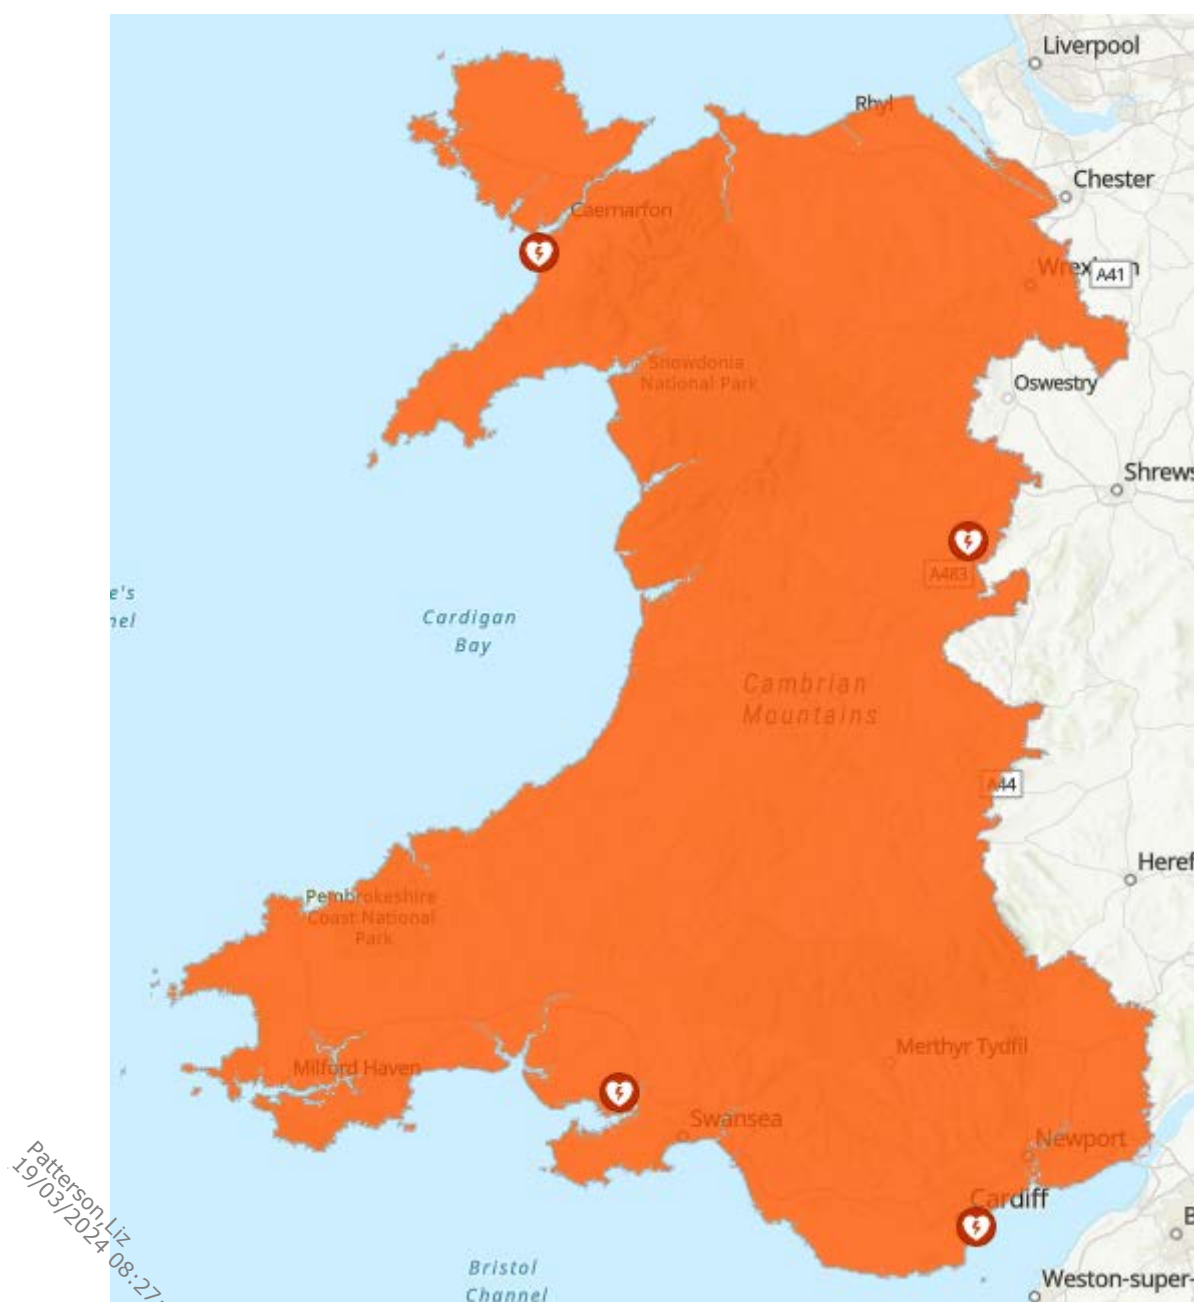 Liverpool
Rhyl
Chester
Caernarfon
A41
Snowdonia
National Park
Oswestry
Shrews
A483
e's
nel
Cardigan
Bay
Cambrian
Mountains
A44
Heref
Pembrokeshire
Coast National
Park
Merthyr Tydfil
Milford Haven
Swansea
Newport
Cardiff
B
Bristol
Channel
Weston-super-
Patterson,Liz
19/03/2024 08:27: